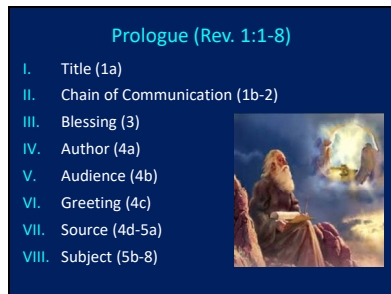 Prologue (Rev. 1:1-8)
I. Title (1a)
II. Chain of Communication (1b-2)
III. Blessing (3)
IV. Author (4a)
V. Audience (4b)
VI. Greeting (4c)
VII. Source (4d-5a)
VIII. Subject (5b-8)